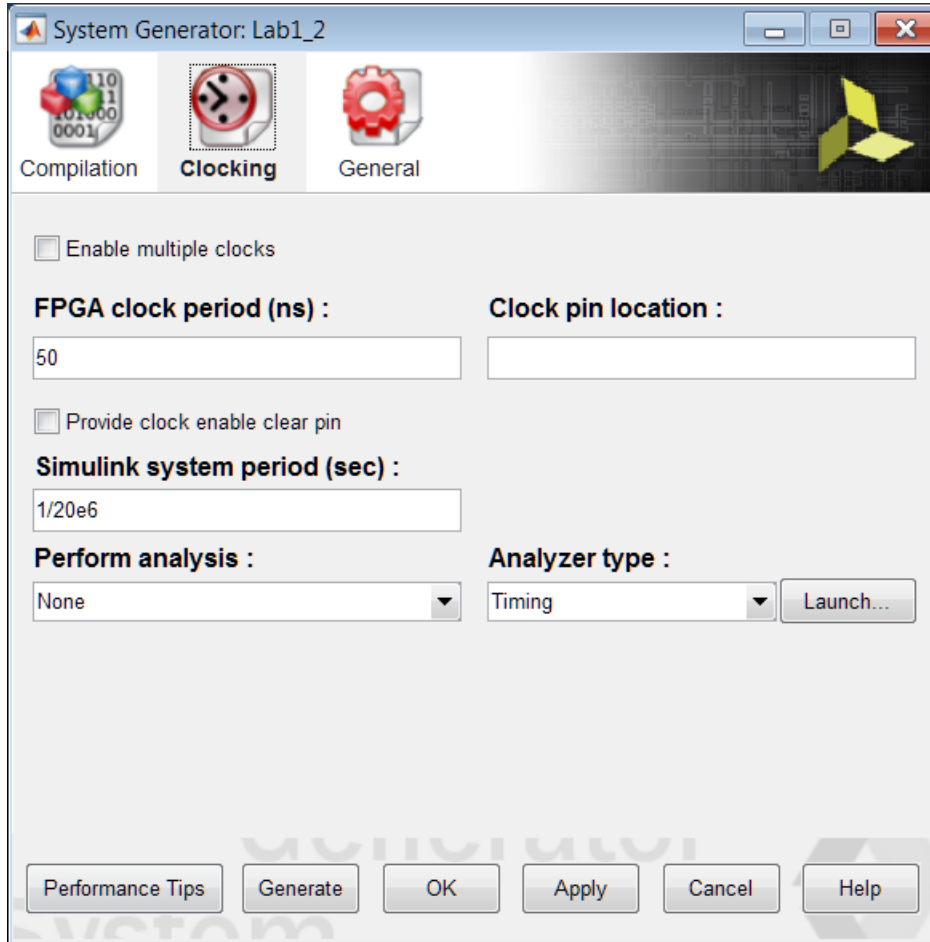 System Generator: Lab1_2
Compilation
Clocking
General
Enable multiple clocks
FPGA clock period (ns) :
Clock pin location :
50
Provide clock enable clear pin
Simulink system period (sec) :
1/20e6
Perform analysis :
Analyzer type :
None
Timing
Launch...
Generator
Performance Tips
Generate
OK
Apply
Cancel
Help
System